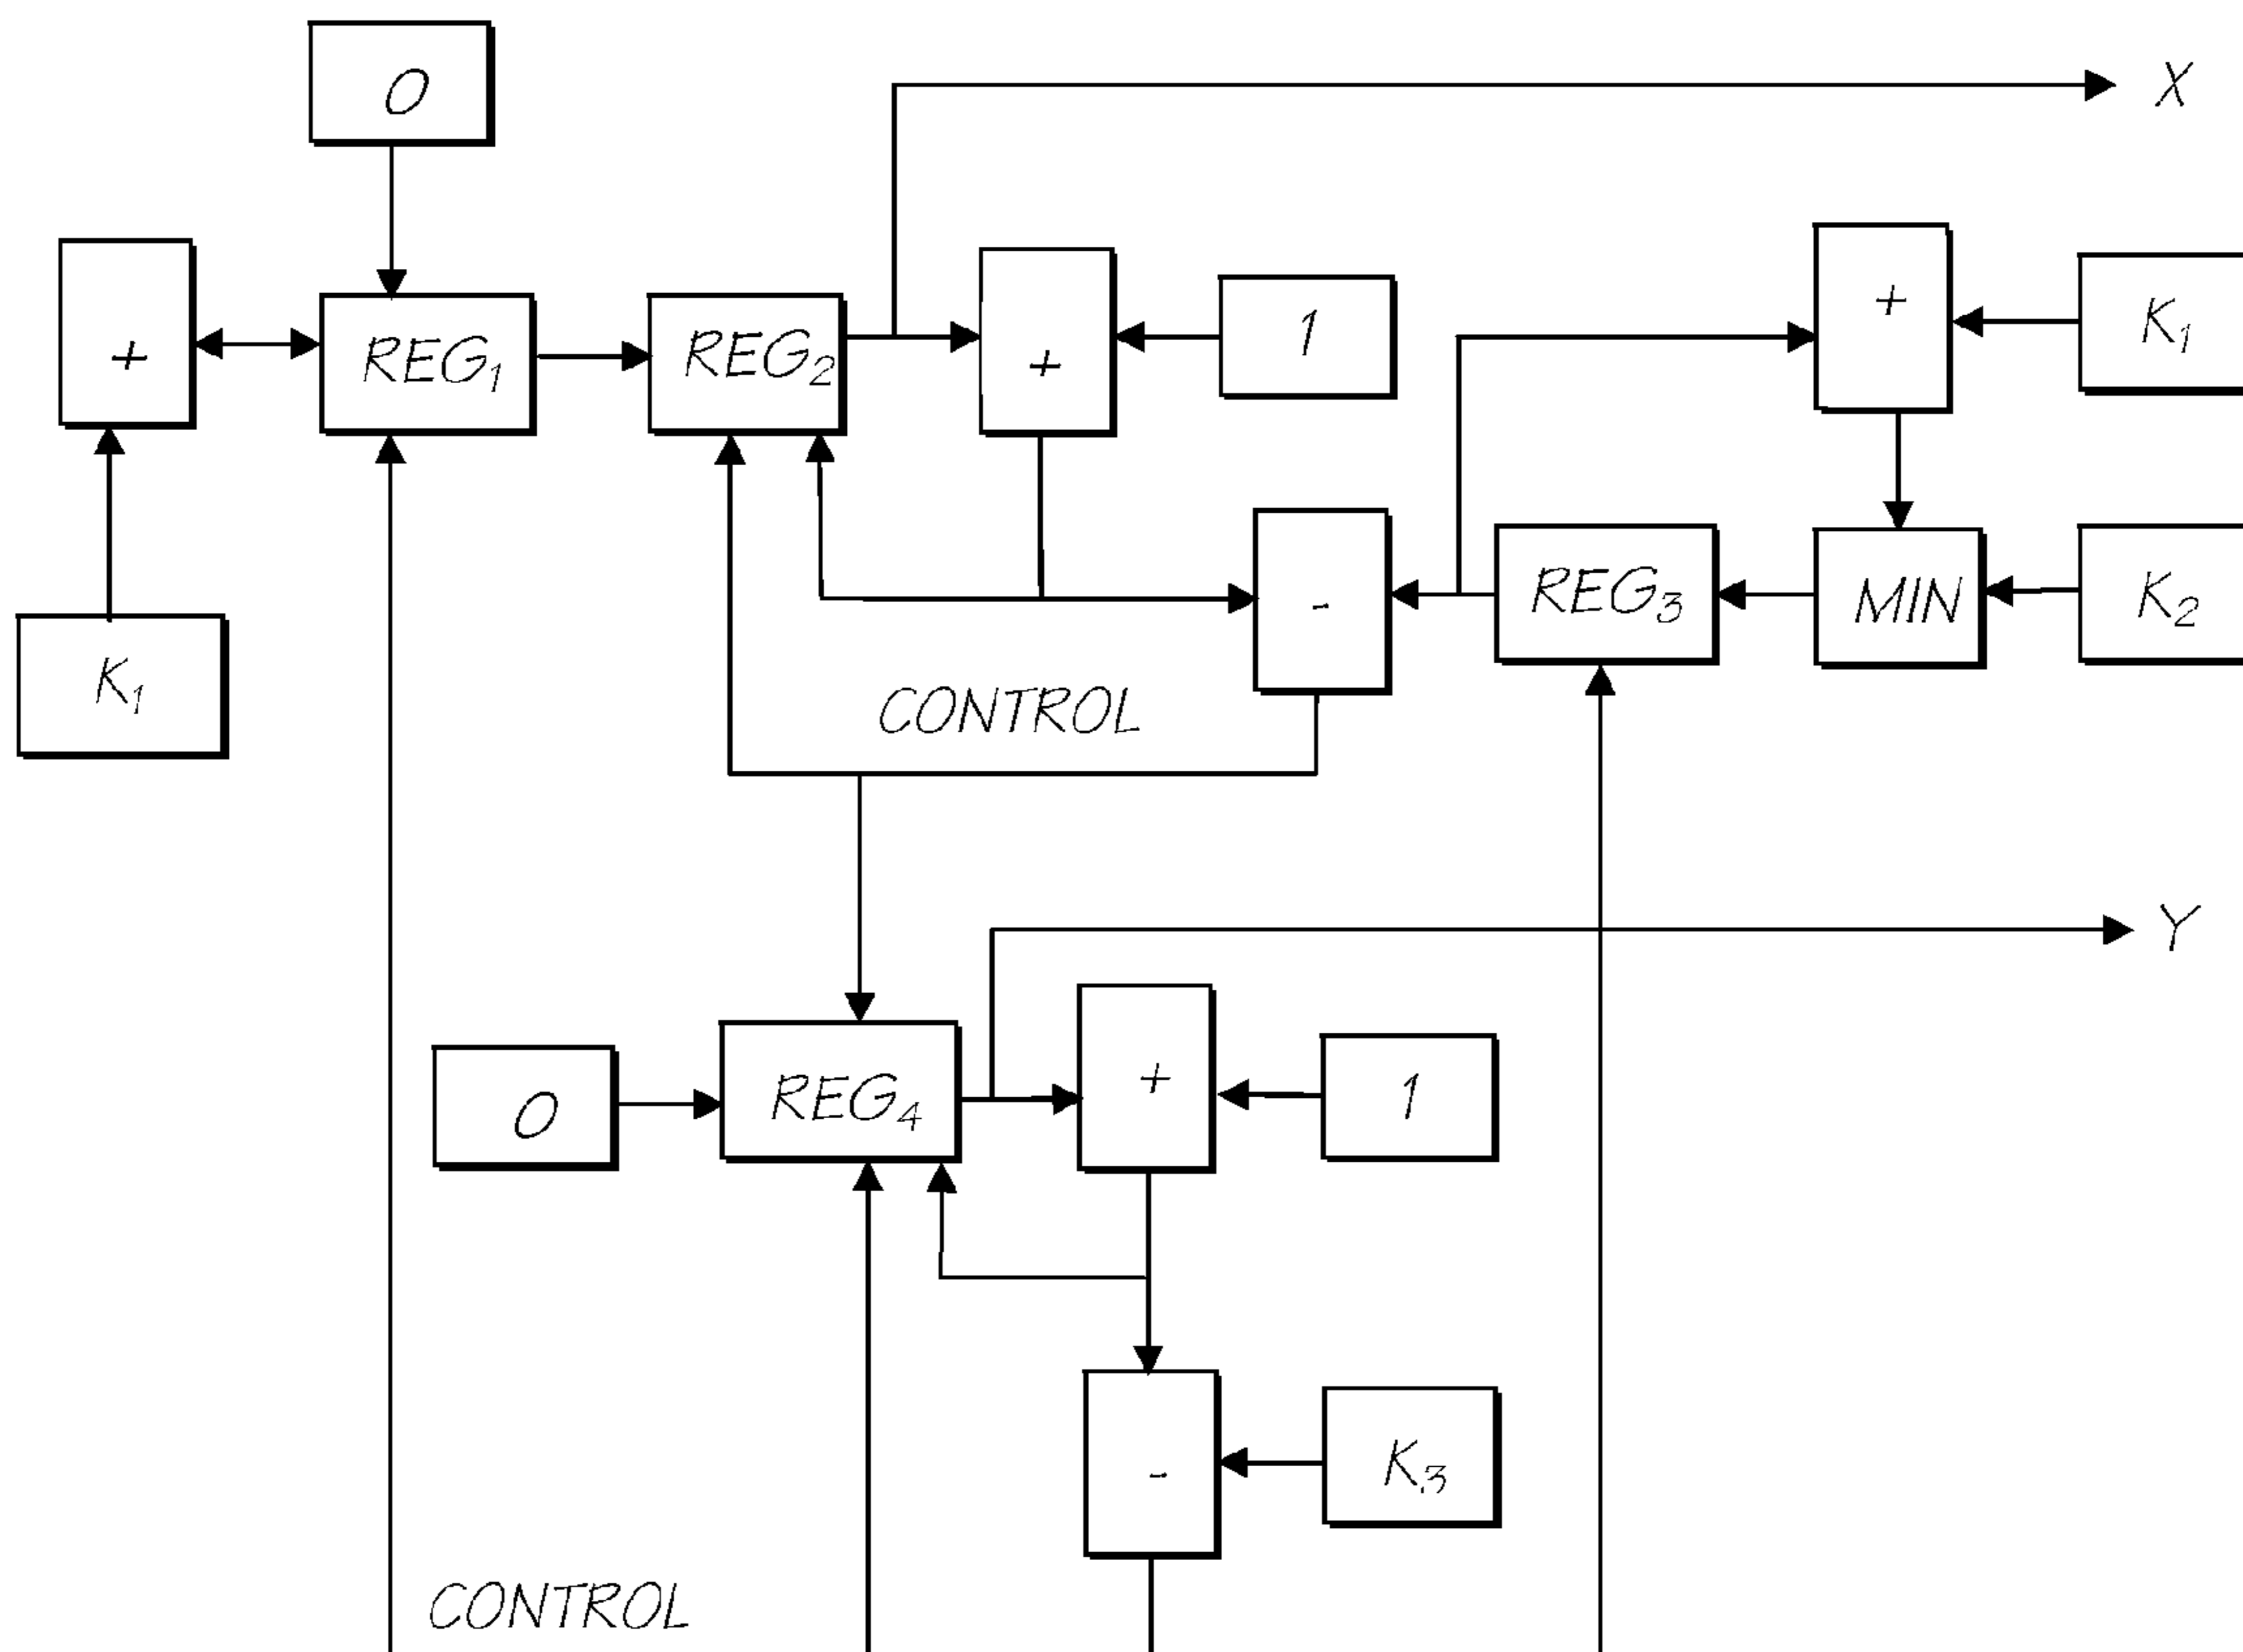 0
X
+
REG₁
REG₂
+
1
+
K₁
K₁
-
REG₃
MIN
K₂
CONTROL
Y
0
REG₄
+
1
-
K₃
CONTROL